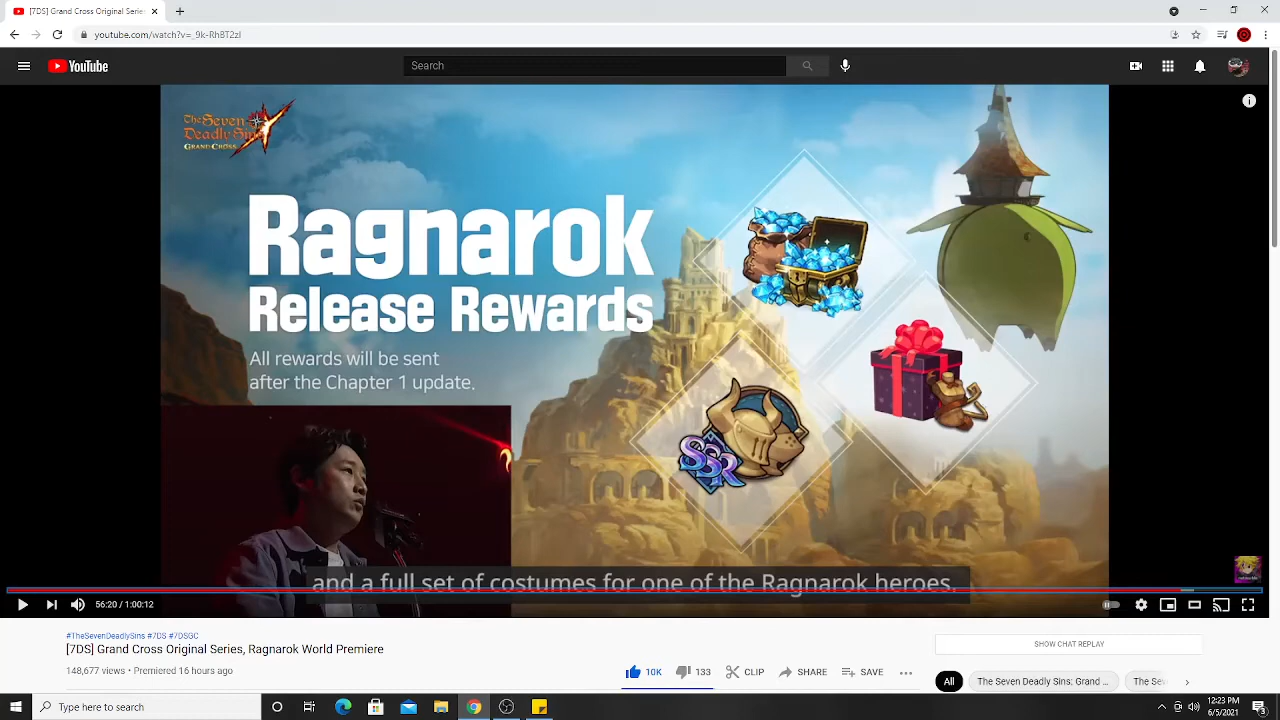 [7DS] Grand Cross Original Series
youtube.com/watch?v=_9k-RhBT2zI
YouTube
Search
The Seven
Deadly Sins
GRAND CROSS
Ragnarok
Release Rewards
All rewards will be sent
after the Chapter 1 update.
SSR
and a full set of costumes for one of the Ragnarok heroes.
56:20 / 1:00:12
#TheSevenDeadlySins #7DS #7DSGC
[7DS] Grand Cross Original Series, Ragnarok World Premiere
148,677 views • Premiered 16 hours ago
10K
133
CLIP
SHARE
SAVE
SHOW CHAT REPLAY
All
The Seven Deadly Sins: Grand ...
The Sev
Type here to search
12:23 PM
6/5/2021